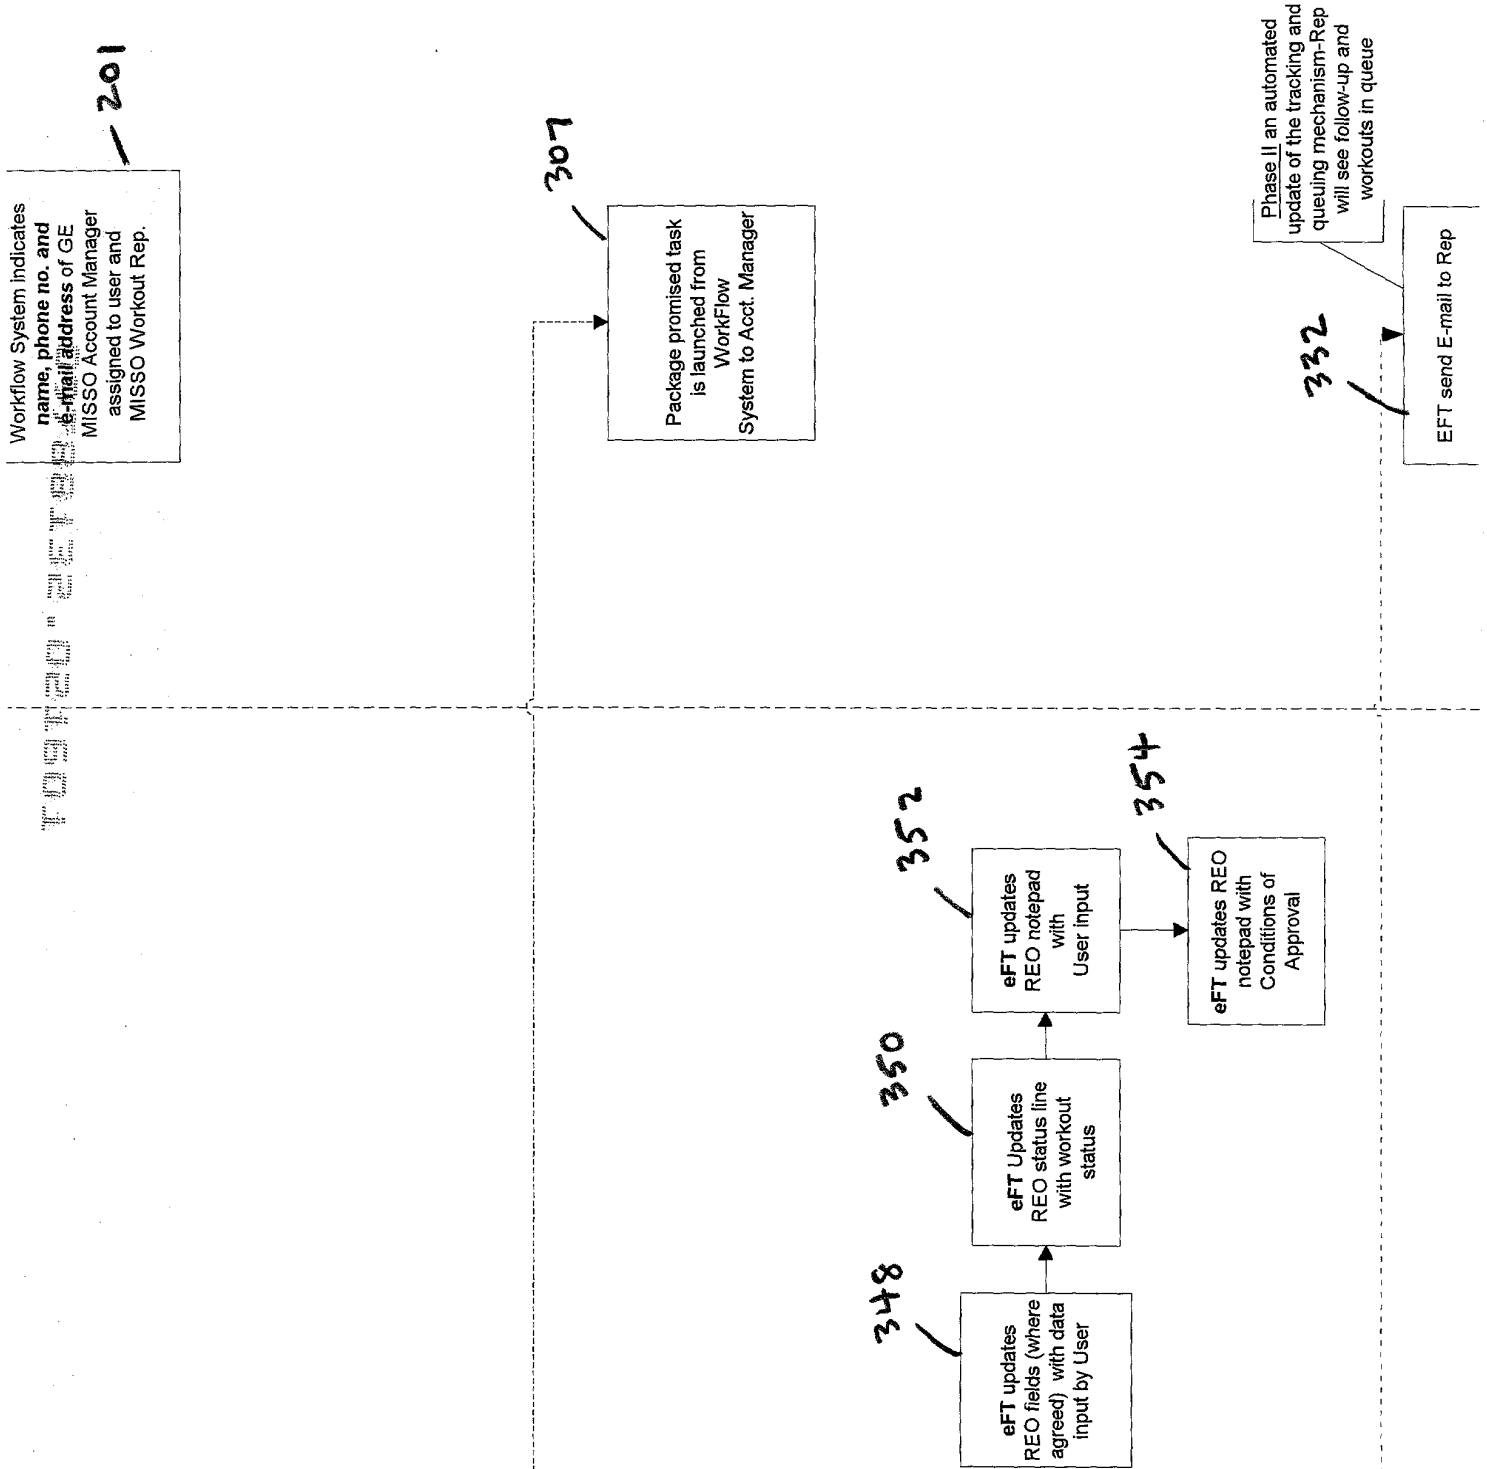 Workflow System indicates
name, phone no. and
e-mail address of GE
MISSO Account Manager
assigned to user and
MISSO Workout Rep.
201
307
Package promised task
is launched from
WorkFlow
System to Acct. Manager
Phase II an automated
update of the tracking and
queuing mechanism-Rep
will see follow-up and
workouts in queue
332
EFT send E-mail to Rep
348
eFT updates
REO fields (where
agreed) with data
input by User
350
eFT Updates
REO status line
with workout
status
352
eFT updates
REO notepad
with
User input
354
eFT updates REO
notepad with
Conditions of
Approval